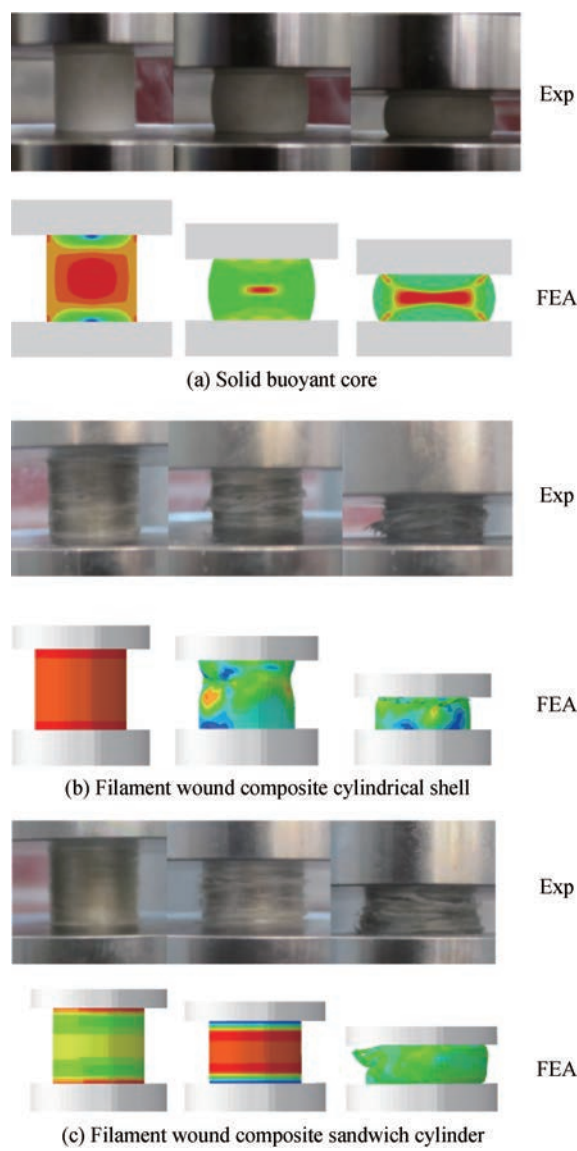 Exp
FEA
(a) Solid buoyant core
Exp
FEA
(b) Filament wound composite cylindrical shell
Exp
FEA
(c) Filament wound composite sandwich cylinder